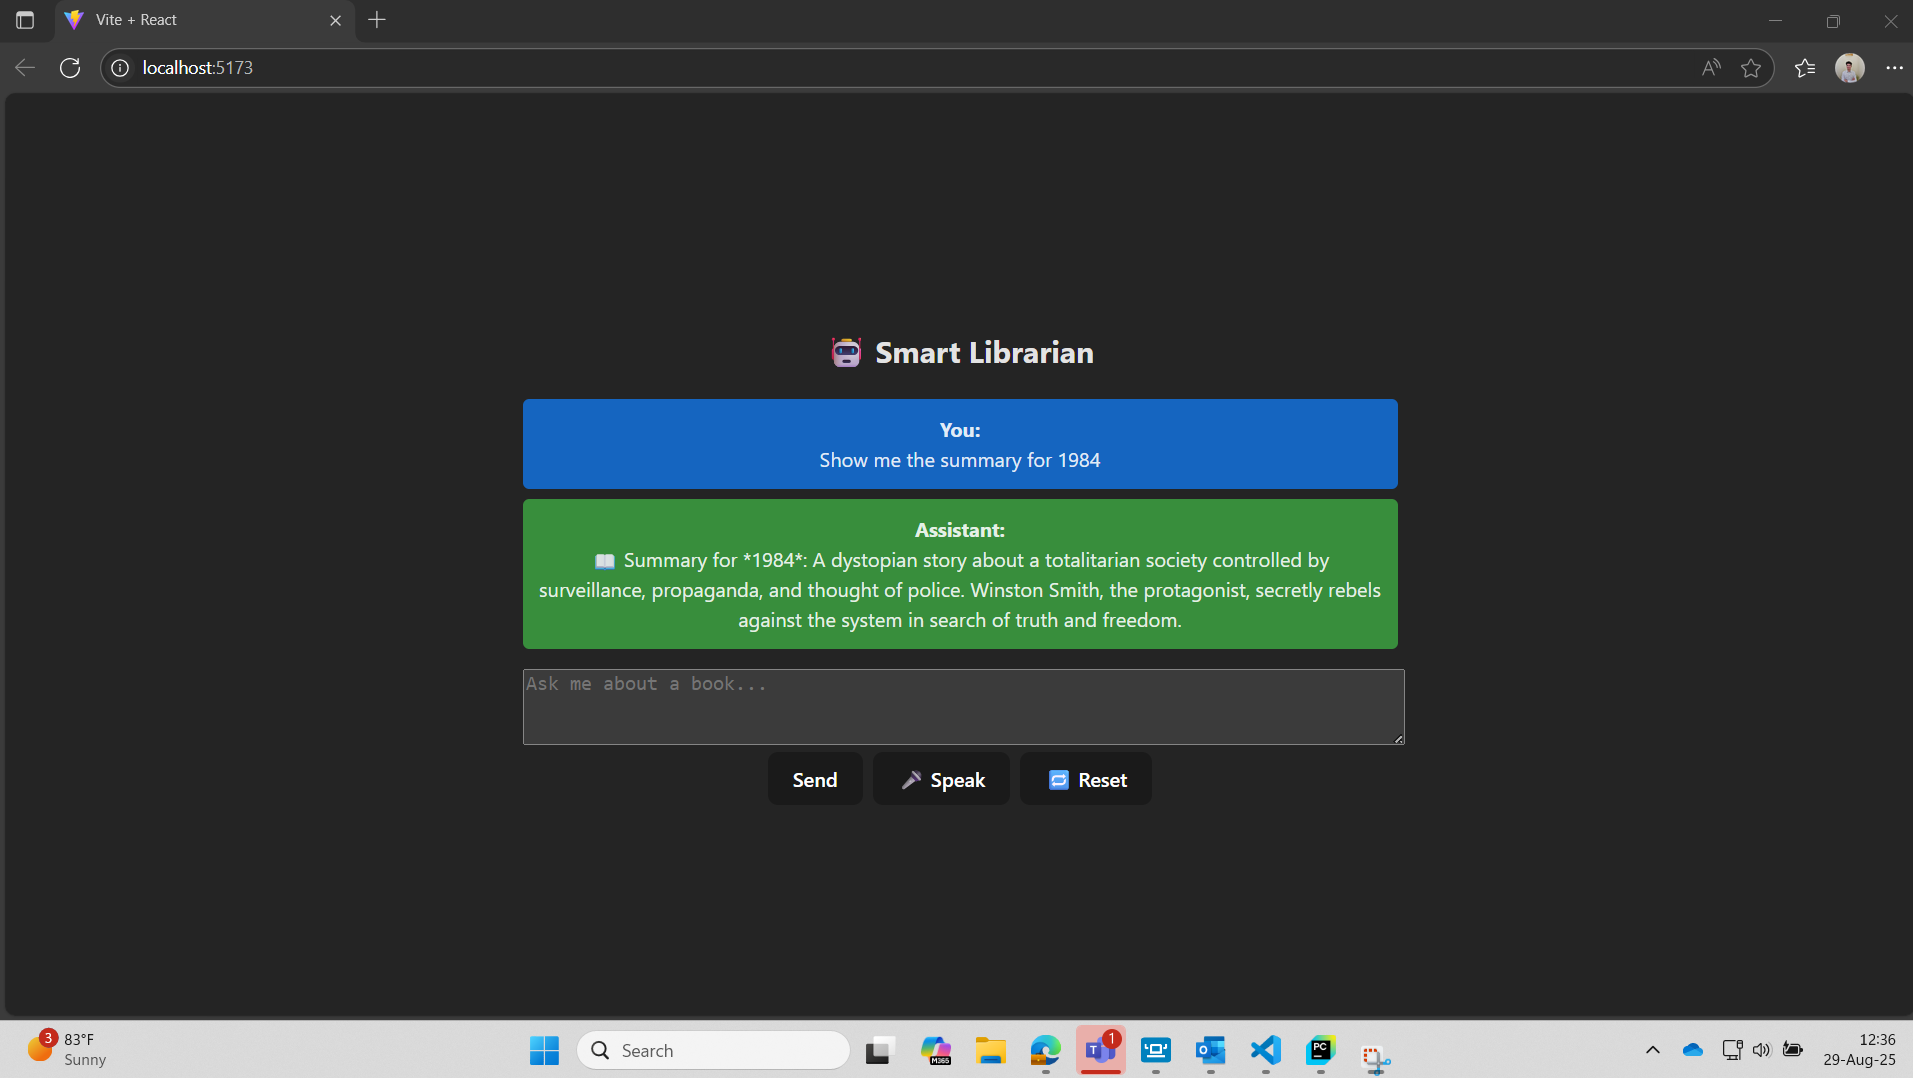 Vite + React
localhost:5173
Smart Librarian
You:
Show me the summary for 1984
Assistant:
Summary for *1984*: A dystopian story about a totalitarian society controlled by
surveillance, propaganda, and thought of police. Winston Smith, the protagonist, secretly rebels
against the system in search of truth and freedom.
Ask me about a book...
Send
Speak
Reset
3
83°F
Sunny
Search
M365
T
1
O
PC
12:36
29-Aug-25